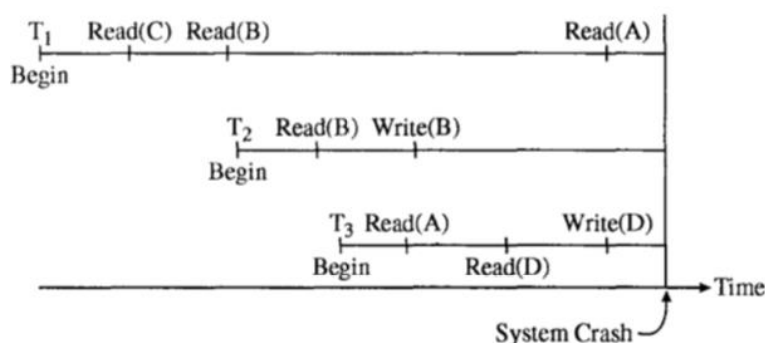 T1 Read(C) Read(B) Read(A)
Begin
T2 Read(B) Write(B)
Begin
T3 Read(A) Write(D)
Begin Read(D)
Time
System Crash